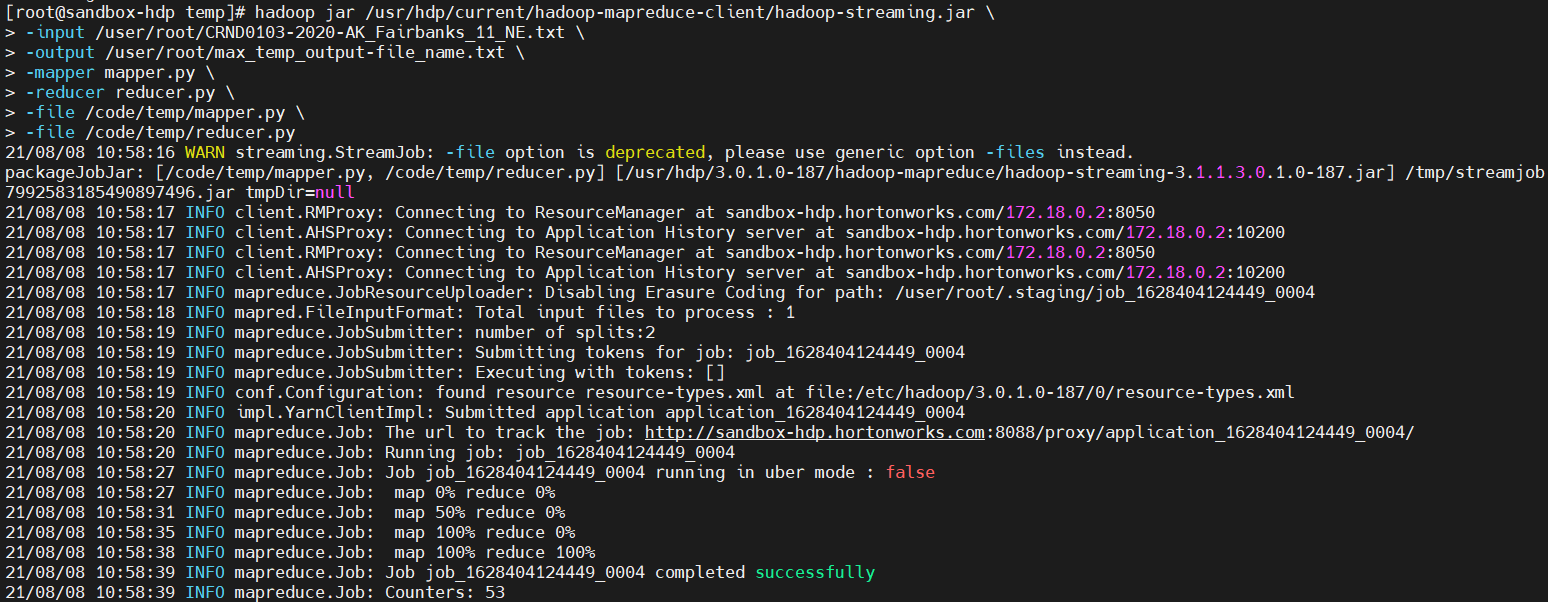 [root@sandbox-hdp temp]# hadoop jar /usr/hdp/current/hadoop-mapreduce-client/hadoop-streaming.jar \
> -input /user/root/CRND0103-2020-AK_Fairbanks_11_NE.txt \
> -output /user/root/max_temp_output-file_name.txt \
> -mapper mapper.py \
> -reducer reducer.py \
> -file /code/temp/mapper.py \
> -file /code/temp/reducer.py
21/08/08 10:58:16 WARN streaming.StreamJob: -file option is deprecated, please use generic option -files instead.
packageJobJar: [/code/temp/mapper.py, /code/temp/reducer.py] [/usr/hdp/3.0.1.0-187/hadoop-mapreduce/hadoop-streaming-3.1.1.3.0.1.0-187.jar] /tmp/streamjob
7992583185490897496.jar tmpDir=null
21/08/08 10:58:17 INFO client.RMProxy: Connecting to ResourceManager at sandbox-hdp.hortonworks.com/172.18.0.2:8050
21/08/08 10:58:17 INFO client.AHSProxy: Connecting to Application History server at sandbox-hdp.hortonworks.com/172.18.0.2:10200
21/08/08 10:58:17 INFO client.RMProxy: Connecting to ResourceManager at sandbox-hdp.hortonworks.com/172.18.0.2:8050
21/08/08 10:58:17 INFO client.AHSProxy: Connecting to Application History server at sandbox-hdp.hortonworks.com/172.18.0.2:10200
21/08/08 10:58:17 INFO mapreduce.JobResourceUploader: Disabling Erasure Coding for path: /user/root/.staging/job_1628404124449_0004
21/08/08 10:58:18 INFO mapred.FileInputFormat: Total input files to process : 1
21/08/08 10:58:19 INFO mapreduce.JobSubmitter: number of splits:2
21/08/08 10:58:19 INFO mapreduce.JobSubmitter: Submitting tokens for job: job_1628404124449_0004
21/08/08 10:58:19 INFO mapreduce.JobSubmitter: Executing with tokens: []
21/08/08 10:58:19 INFO conf.Configuration: found resource resource-types.xml at file:/etc/hadoop/3.0.1.0-187/0/resource-types.xml
21/08/08 10:58:20 INFO impl.YarnClientImpl: Submitted application application_1628404124449_0004
21/08/08 10:58:20 INFO mapreduce.Job: The url to track the job: http://sandbox-hdp.hortonworks.com:8088/proxy/application_1628404124449_0004/
21/08/08 10:58:20 INFO mapreduce.Job: Running job: job_1628404124449_0004
21/08/08 10:58:27 INFO mapreduce.Job: Job job_1628404124449_0004 running in uber mode : false
21/08/08 10:58:27 INFO mapreduce.Job:  map 0% reduce 0%
21/08/08 10:58:31 INFO mapreduce.Job:  map 50% reduce 0%
21/08/08 10:58:35 INFO mapreduce.Job:  map 100% reduce 0%
21/08/08 10:58:38 INFO mapreduce.Job:  map 100% reduce 100%
21/08/08 10:58:39 INFO mapreduce.Job: Job job_1628404124449_0004 completed successfully
21/08/08 10:58:39 INFO mapreduce.Job: Counters: 53